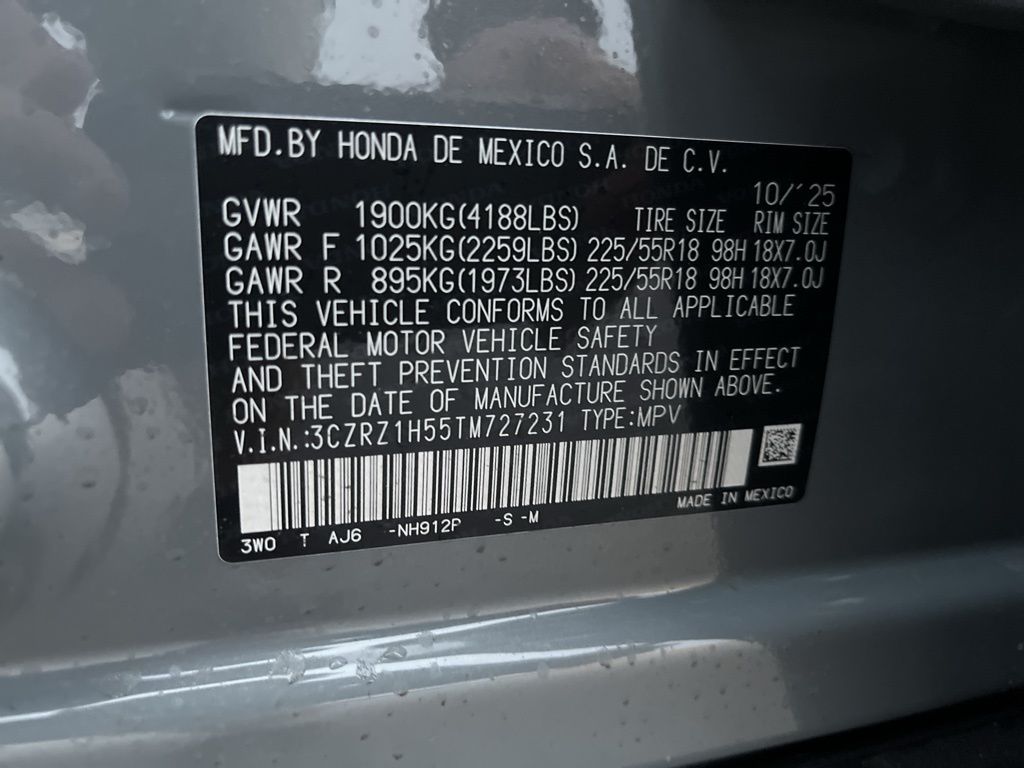 MFD.BY HONDA DE MEXICO S.A. DE C.V.
10/'25
GVWR 1900KG(4188LBS) TIRE SIZE RIM SIZE
GAWR F 1025KG(2259LBS) 225/55R18 98H 18X7.0J
GAWR R 895KG(1973LBS) 225/55R18 98H 18X7.0J
THIS VEHICLE CONFORMS TO ALL APPLICABLE
FEDERAL MOTOR VEHICLE SAFETY
AND THEFT PREVENTION STANDARDS IN EFFECT
ON THE DATE OF MANUFACTURE SHOWN ABOVE.
V.I.N.:3CZRZ1H55TM727231 TYPE:MPV
MADE IN MEXICO
3W0 T AJ6 -NH912P -S -M